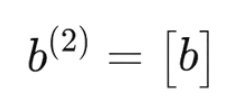 b^{(2)} = [b]